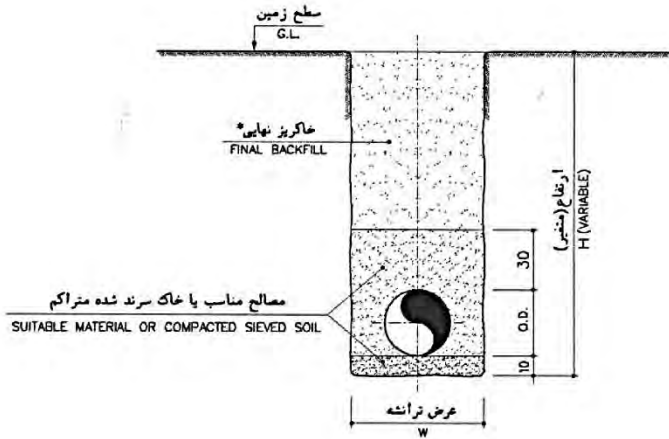 سطح زمین
G.L.
خاکریز نهایی*
FINAL BACKFILL
ارتفاع (متغیر)
H (VARIABLE)
30
مصالح مناسب یا خاک سرند شده متراکم
SUITABLE MATERIAL OR COMPACTED SIEVED SOIL
O.D.
10
عرض ترانشه
W